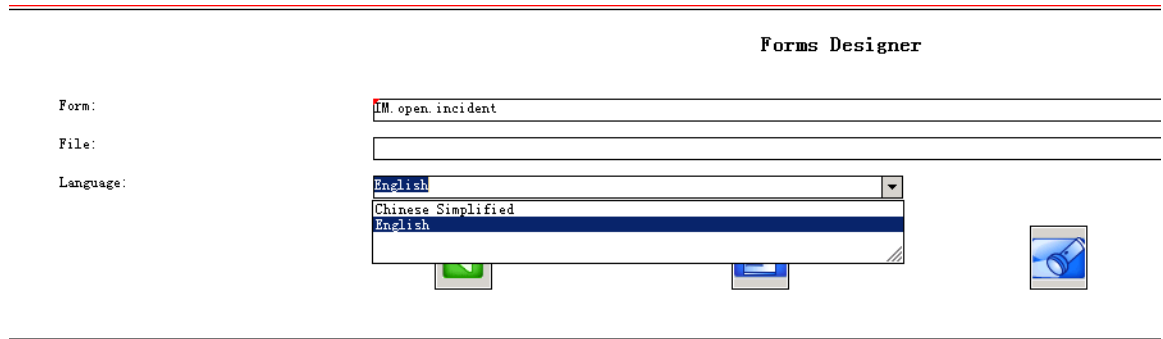 Forms Designer
Form:
IM.open.incident
File:
Language:
English
Chinese Simplified
English